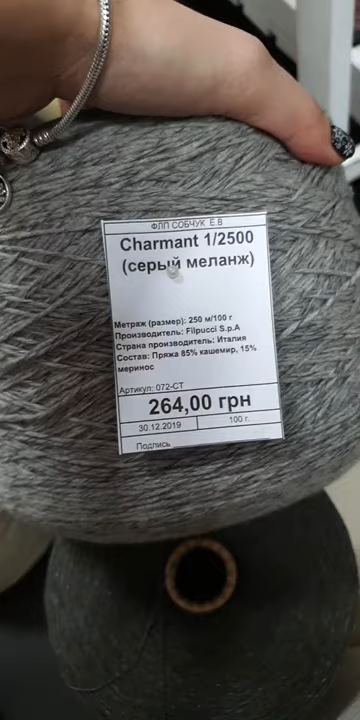 ФЛП СОБЧУК Е.В
Charmant 1/2500
(серый меланж)
Метраж (размер): 250 м/100 г
Производитель: Filpucci S.p.A
Страна производитель: Италия
Состав: Пряжа 85% кашемир, 15%
меринос
Артикул: 072-СТ
264,00 грн
30.12.2019 100 г.
Подпись